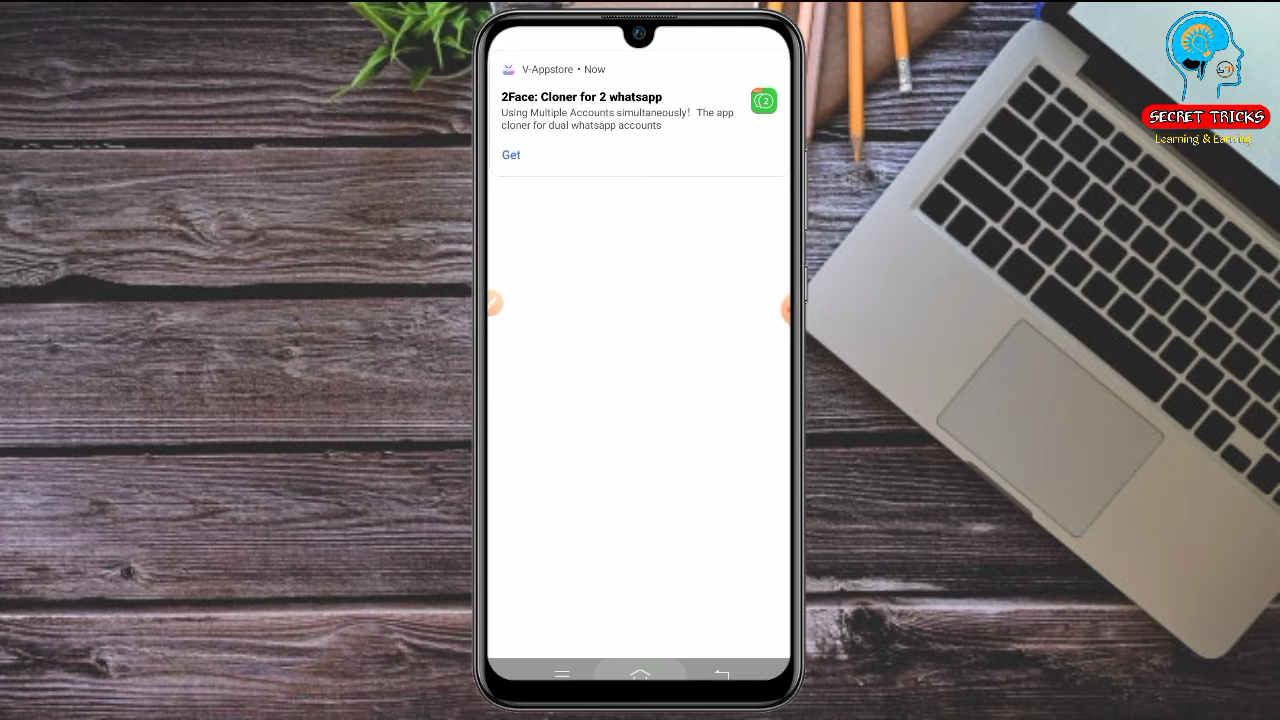 V-Appstore • Now
2Face: Cloner for 2 whatsapp
Using Multiple Accounts simultaneously! The app
cloner for dual whatsapp accounts
2
Get
SECRET TRICKS
Learning & Earning